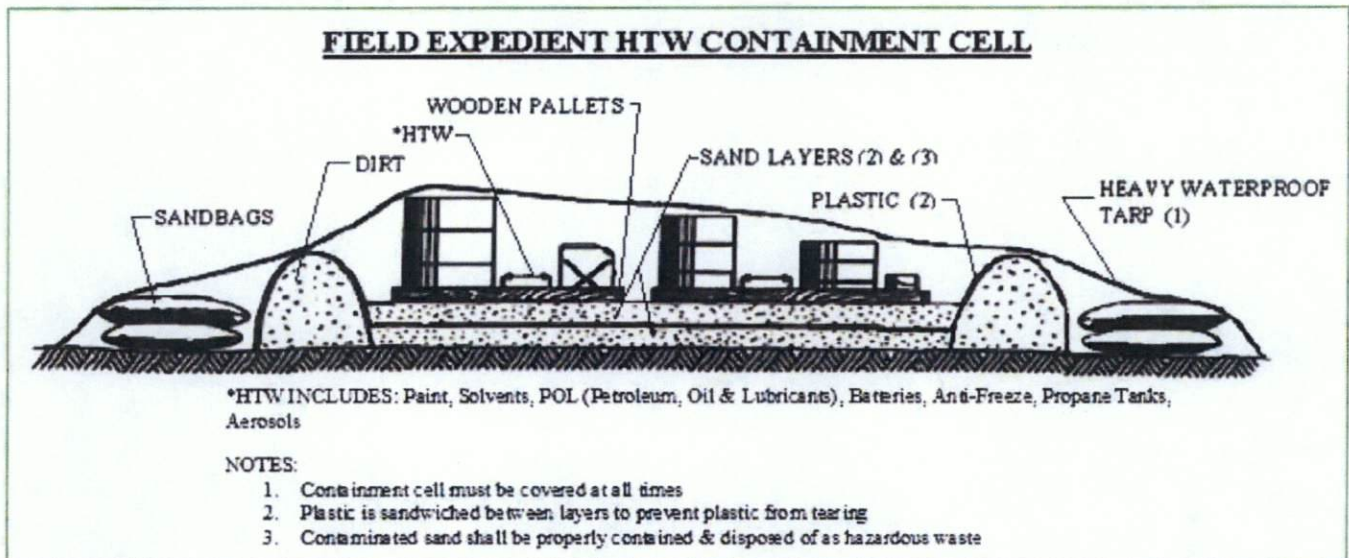 FIELD EXPEDIENT HTW CONTAINMENT CELL
WOODEN PALLETS
*HTW
DIRT
SAND LAYERS (2) & (3)
SANDBAGS
PLASTIC (2)
HEAVY WATERPROOF
TARP (1)
*HTW INCLUDES: Paint, Solvents, POL (Petroleum, Oil & Lubricants), Batteries, Anti-Freeze, Propane Tanks,
Aerosols
NOTES:
1. Containment cell must be covered at all times
2. Plastic is sandwiched between layers to prevent plastic from tearing
3. Contaminated sand shall be properly contained & disposed of as hazardous waste